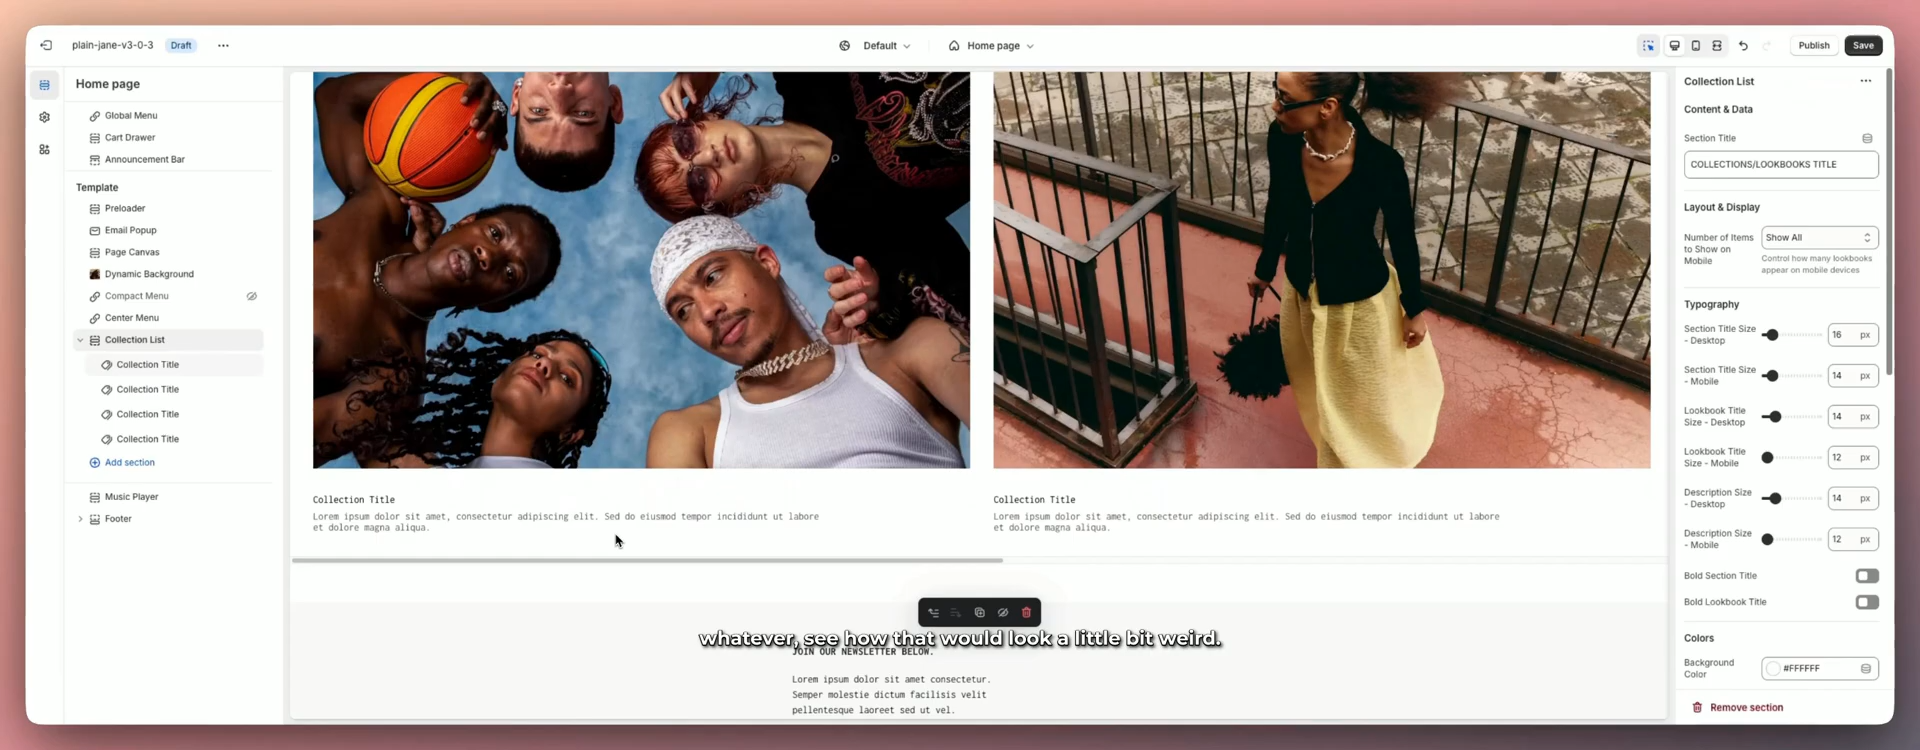 plain-jane-v3-0-3
Draft
Default
Home page
Publish
Save
Home page
Global Menu
Cart Drawer
Announcement Bar
Template
Preloader
Email Popup
Page Canvas
Dynamic Background
Compact Menu
Center Menu
Collection List
Collection Title
Collection Title
Collection Title
Collection Title
Add section
Music Player
Footer
Collection Title
Lorem ipsum dolor sit amet, consectetur adipiscing elit. Sed do eiusmod tempor incididunt ut labore
et dolore magna aliqua.
Collection Title
Lorem ipsum dolor sit amet, consectetur adipiscing elit. Sed do eiusmod tempor incididunt ut labore
et dolore magna aliqua.
whatever, see how that would look a little bit weird.
JOIN OUR NEWSLETTER BELOW.
Lorem ipsum dolor sit amet consectetur.
Semper molestie dictum facilisis velit
pellentesque laoreet sed ut vel.
Collection List
Content & Data
Section Title
COLLECTIONS/LOOKBOOKS TITLE
Layout & Display
Number of Items
to Show on
Mobile
Show All
Control how many lookbooks
appear on mobile devices
Typography
Section Title Size
- Desktop
16 px
Section Title Size
- Mobile
14 px
Lookbook Title
Size - Desktop
14 px
Lookbook Title
Size - Mobile
12 px
Description Size
- Desktop
14 px
Description Size
- Mobile
12 px
Bold Section Title
Bold Lookbook Title
Colors
Background
Color
#FFFFFF
Remove section